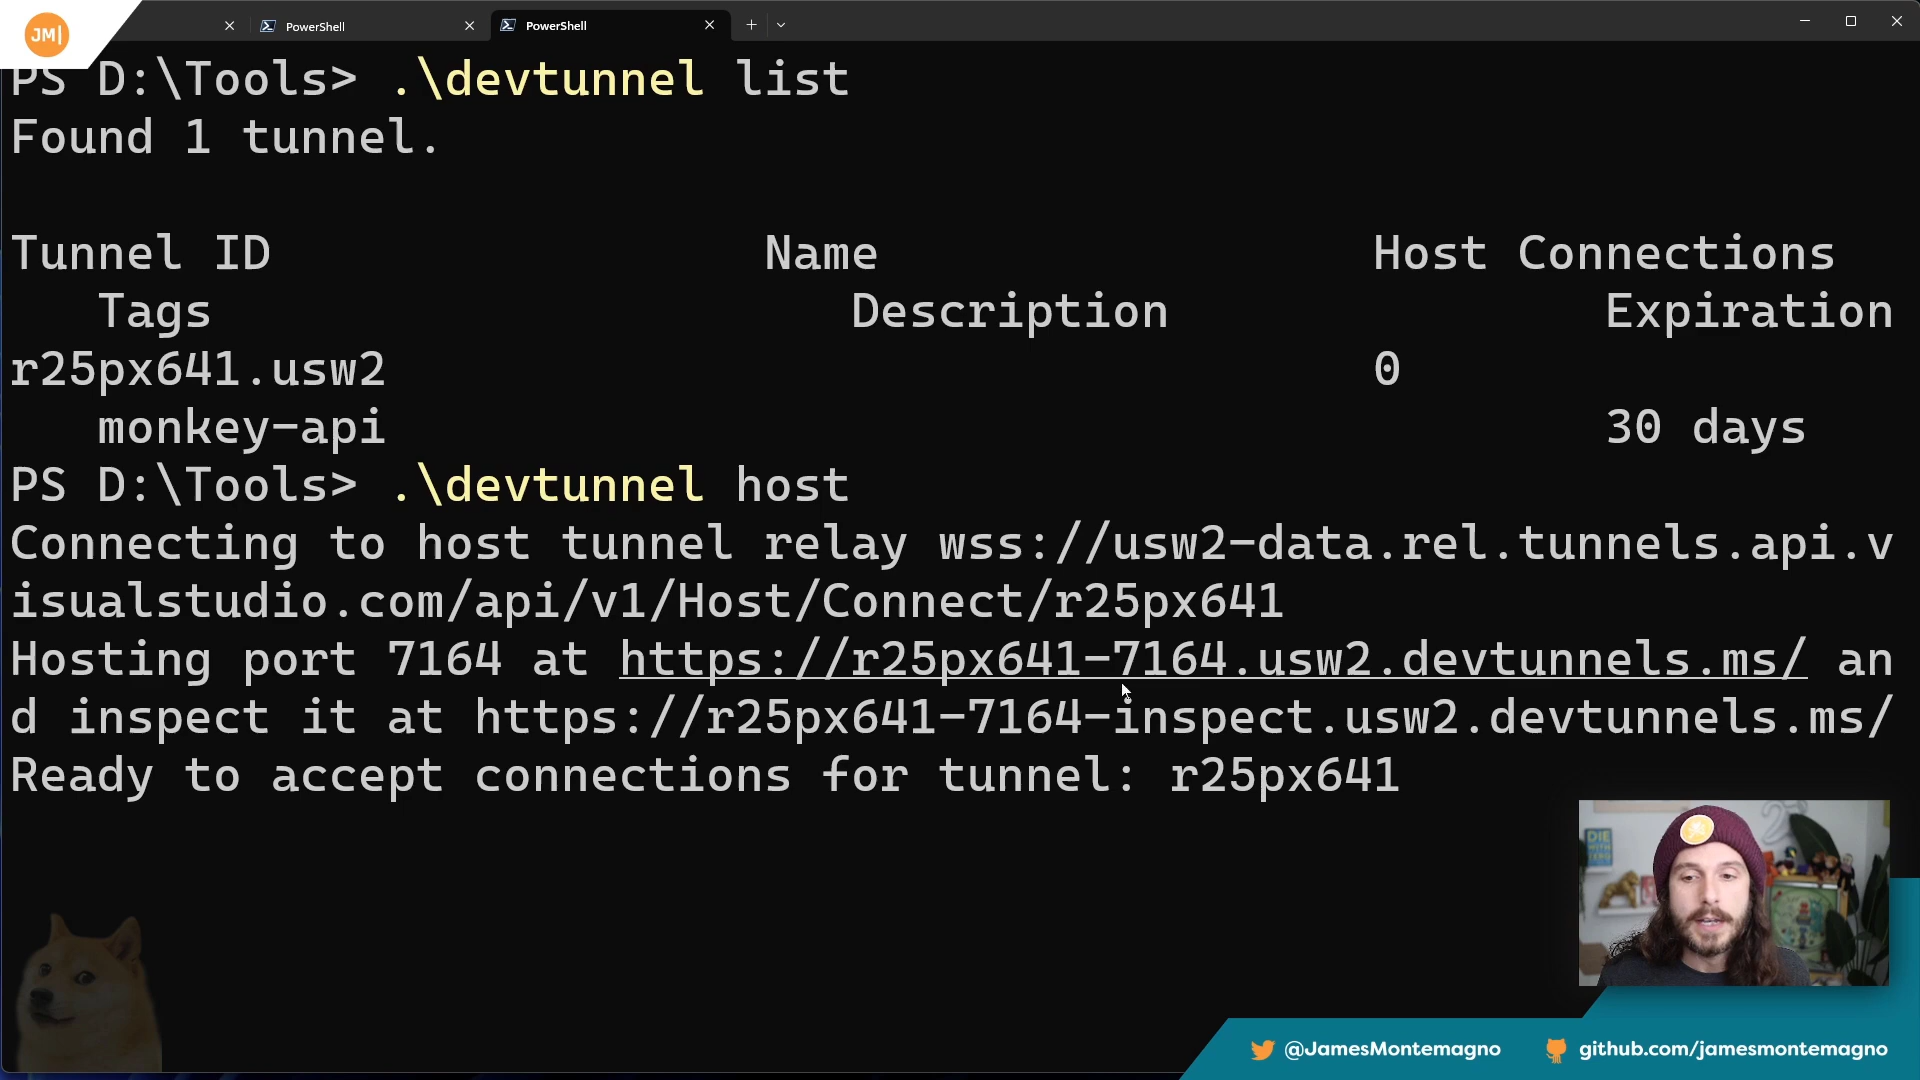 JM|
PowerShell
PowerShell
PS D:\Tools> .\devtunnel list
Found 1 tunnel.
Tunnel ID Name Host Connections
Tags Description Expiration
r25px641.usw2 0
monkey-api 30 days
PS D:\Tools> .\devtunnel host
Connecting to host tunnel relay wss://usw2-data.rel.tunnels.api.v
isualstudio.com/api/v1/Host/Connect/r25px641
Hosting port 7164 at https://r25px641-7164.usw2.devtunnels.ms/ an
d inspect it at https://r25px641-7164-inspect.usw2.devtunnels.ms/
Ready to accept connections for tunnel: r25px641
DIE
WITH
@JamesMontemagno
github.com/jamesmontemagno